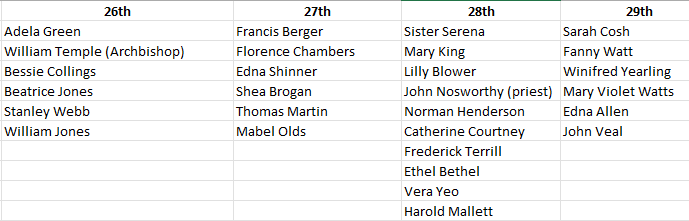 26th 27th 28th 29th
Adela Green Francis Berger Sister Serena Sarah Cosh
William Temple (Archbishop) Florence Chambers Mary King Fanny Watt
Bessie Collings Edna Shinner Lilly Blower Winifred Yearling
Beatrice Jones Shea Brogan John Nosworthy (priest) Mary Violet Watts
Stanley Webb Thomas Martin Norman Henderson Edna Allen
William Jones Mabel Olds Catherine Courtney John Veal
Frederick Terrill
Ethel Bethel
Vera Yeo
Harold Mallett